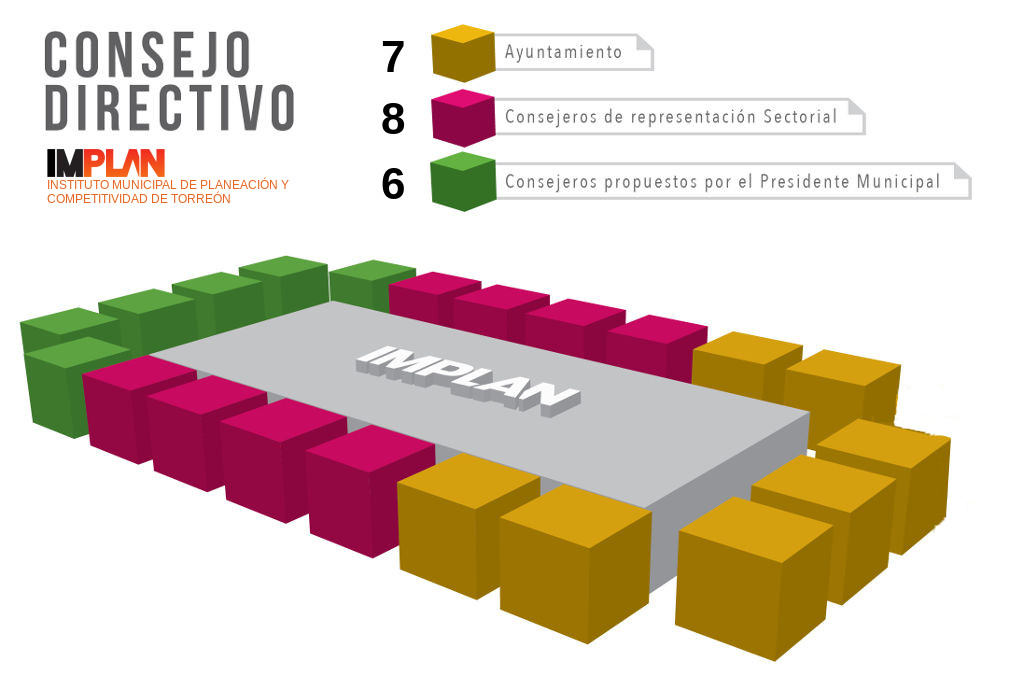 CONSEJO
DIRECTIVO
IMPLAN
INSTITUTO MUNICIPAL DE PLANEACIÓN Y
COMPETITIVIDAD DE TORREÓN
7 Ayuntamiento
8 Consejeros de representación Sectorial
6 Consejeros propuestos por el Presidente Municipal
IMPLAN